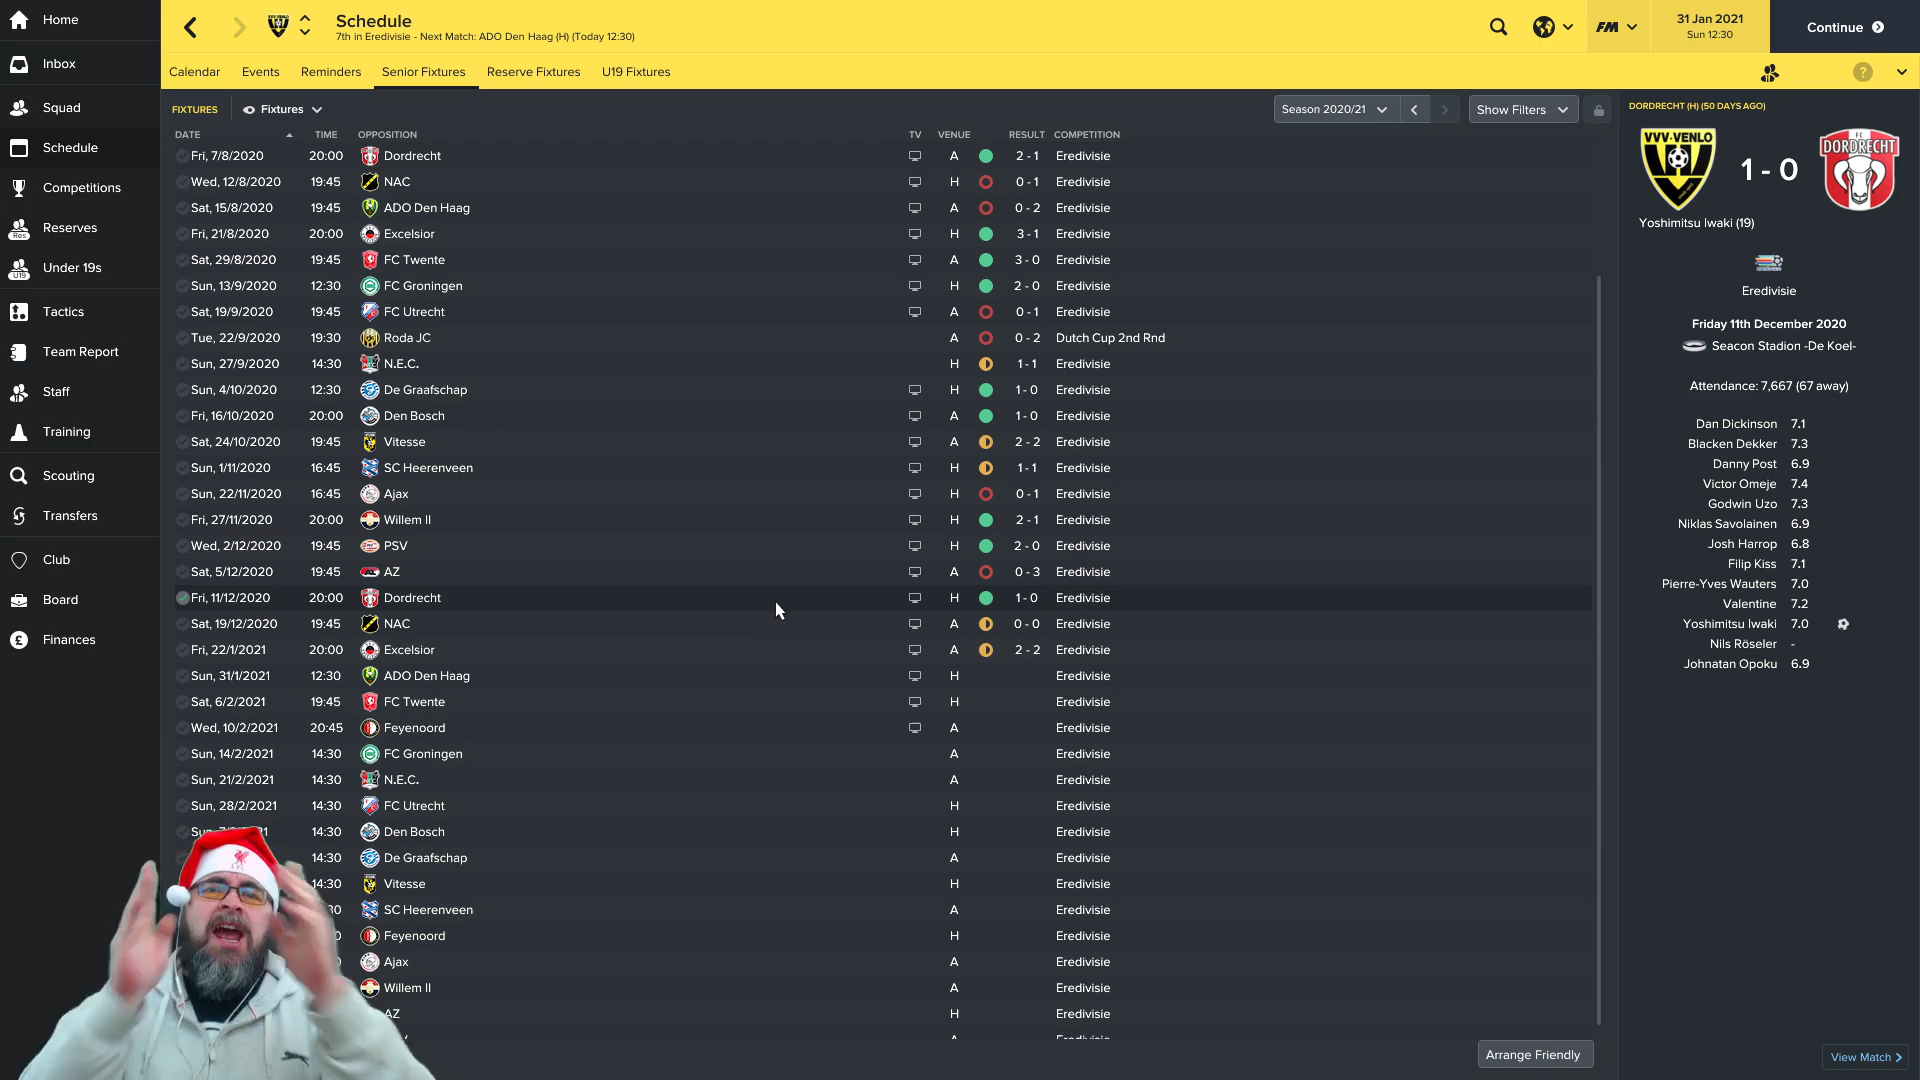 Home
Inbox
Squad
Schedule
Competitions
Reserves
Under 19s
Tactics
Team Report
Staff
Training
Scouting
Transfers
Club
Board
Finances
Schedule
7th in Eredivisie - Next Match: ADO Den Haag (H) (Today 12:30)
FM
31 Jan 2021
Sun 12:30
Continue
Calendar Events Reminders Senior Fixtures Reserve Fixtures U19 Fixtures
FIXTURES Fixtures Season 2020/21 Show Filters
DATE TIME OPPOSITION TV VENUE RESULT COMPETITION
Fri, 7/8/2020 20:00 Dordrecht A 2 - 1 Eredivisie
Wed, 12/8/2020 19:45 NAC H 0 - 1 Eredivisie
Sat, 15/8/2020 19:45 ADO Den Haag A 0 - 2 Eredivisie
Fri, 21/8/2020 20:00 Excelsior H 3 - 1 Eredivisie
Sat, 29/8/2020 19:45 FC Twente A 3 - 0 Eredivisie
Sun, 13/9/2020 12:30 FC Groningen H 2 - 0 Eredivisie
Sat, 19/9/2020 19:45 FC Utrecht A 0 - 1 Eredivisie
Tue, 22/9/2020 19:30 Roda JC A 0 - 2 Dutch Cup 2nd Rnd
Sun, 27/9/2020 14:30 N.E.C. H 1 - 1 Eredivisie
Sun, 4/10/2020 12:30 De Graafschap H 1 - 0 Eredivisie
Fri, 16/10/2020 20:00 Den Bosch A 1 - 0 Eredivisie
Sat, 24/10/2020 19:45 Vitesse A 2 - 2 Eredivisie
Sun, 1/11/2020 16:45 SC Heerenveen H 1 - 1 Eredivisie
Sun, 22/11/2020 16:45 Ajax H 0 - 1 Eredivisie
Fri, 27/11/2020 20:00 Willem II H 2 - 1 Eredivisie
Wed, 2/12/2020 19:45 PSV H 2 - 0 Eredivisie
Sat, 5/12/2020 19:45 AZ A 0 - 3 Eredivisie
Fri, 11/12/2020 20:00 Dordrecht H 1 - 0 Eredivisie
Sat, 19/12/2020 19:45 NAC A 0 - 0 Eredivisie
Fri, 22/1/2021 20:00 Excelsior A 2 - 2 Eredivisie
Sun, 31/1/2021 12:30 ADO Den Haag H Eredivisie
Sat, 6/2/2021 19:45 FC Twente H Eredivisie
Wed, 10/2/2021 20:45 Feyenoord A Eredivisie
Sun, 14/2/2021 14:30 FC Groningen A Eredivisie
Sun, 21/2/2021 14:30 N.E.C. A Eredivisie
Sun, 28/2/2021 14:30 FC Utrecht H Eredivisie
14:30 Den Bosch H Eredivisie
14:30 De Graafschap A Eredivisie
14:30 Vitesse H Eredivisie
SC Heerenveen A Eredivisie
Feyenoord H Eredivisie
Ajax A Eredivisie
Willem II A Eredivisie
AZ H Eredivisie
Arrange Friendly
DORDRECHT (H) (50 DAYS AGO)
VVV-VENLO
1 - 0
FC DORDRECHT
Yoshimitsu Iwaki (19)
Eredivisie
Friday 11th December 2020
Seacon Stadion -De Koel-
Attendance: 7,667 (67 away)
Dan Dickinson 7.1
Blacken Dekker 7.3
Danny Post 6.9
Victor Omeje 7.4
Godwin Uzo 7.3
Niklas Savolainen 6.9
Josh Harrop 6.8
Filip Kiss 7.1
Pierre-Yves Wauters 7.0
Valentine 7.2
Yoshimitsu Iwaki 7.0
Nils Röseler -
Johnatan Opoku 6.9
View Match